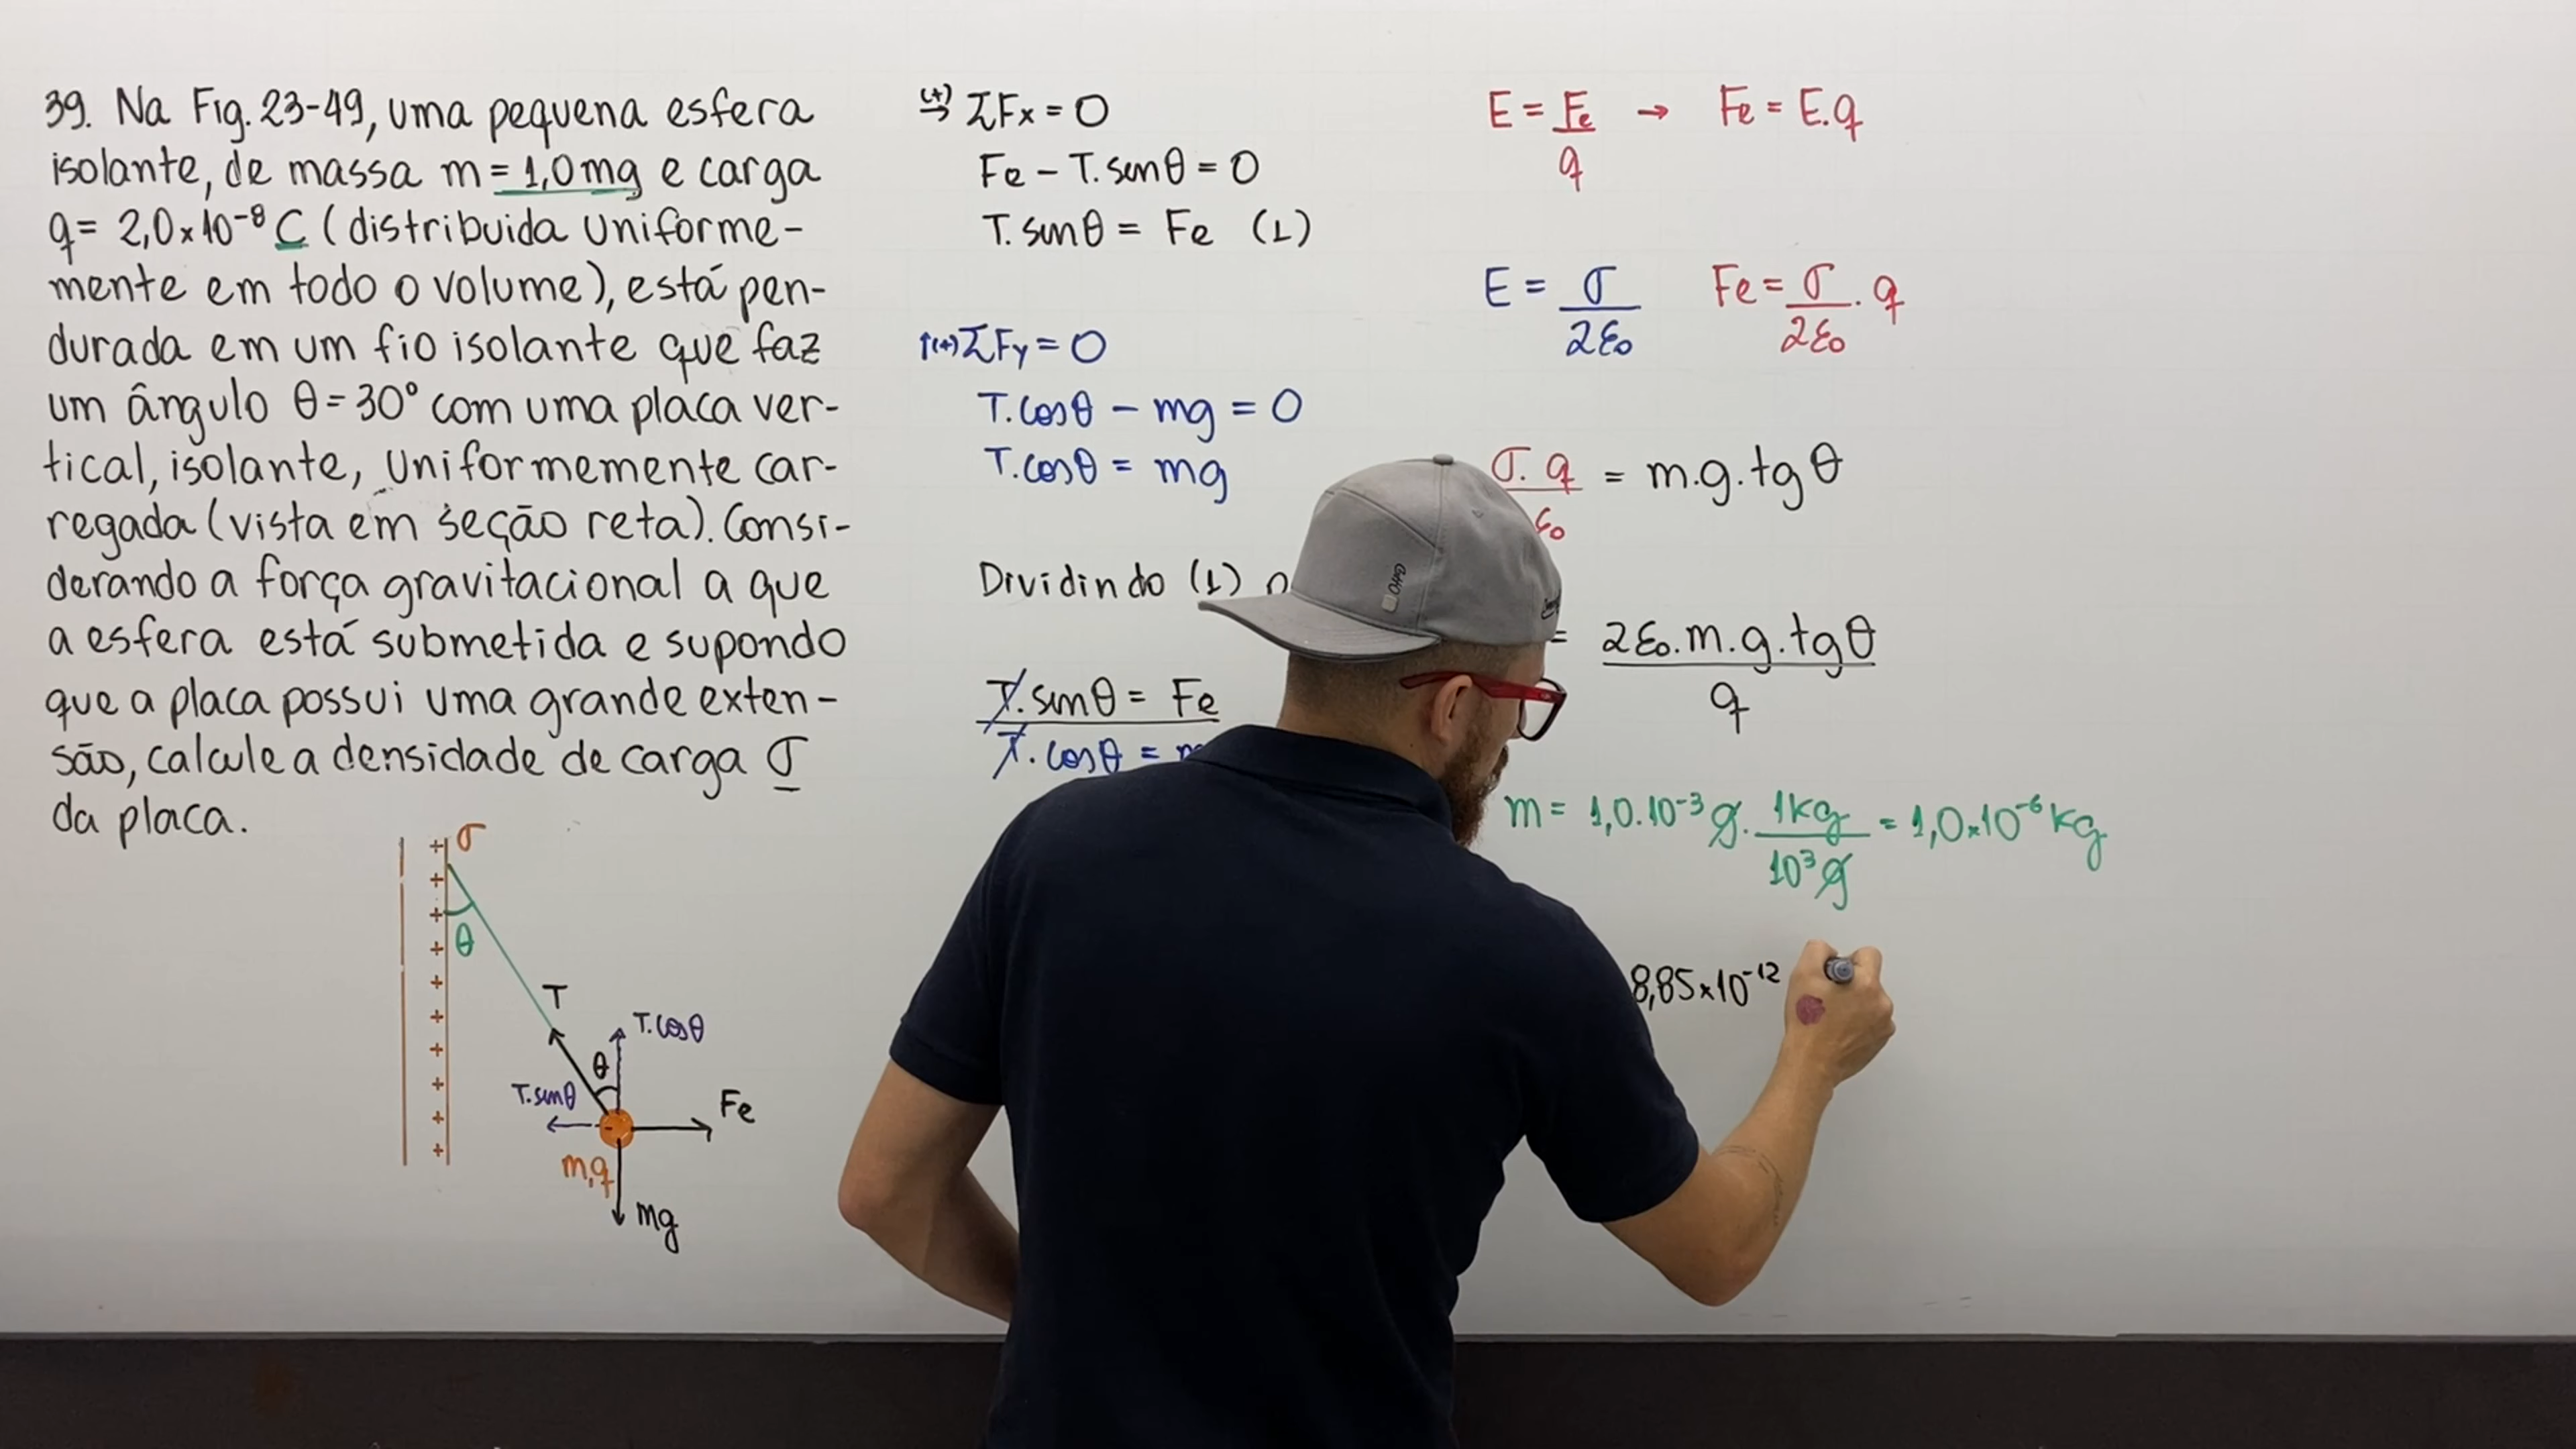 39. Na Fig. 23-49, uma pequena esfera
isolante, de massa m = 1,0 mg e carga
q = 2,0×10⁻⁸ C (distribuida uniforme-
mente em todo o volume), está pen-
durada em um fio isolante que faz
um ângulo θ = 30° com uma placa ver-
tical, isolante, uniformemente car-
regada (vista em seção reta). Consi-
derando a força gravitacional a que
a esfera está submetida e supondo
que a placa possui uma grande exten-
são, calcule a densidade de carga σ
da placa.
σ
θ
T
T.cosθ
θ
T.senθ
Fe
m,q
mg
(+) → ΣFx = 0
Fe - T.senθ = 0
T.senθ = Fe (1)
↑(+) ΣFy = 0
T.cosθ - mg = 0
T.cosθ = mg
Dividindo (1)
T.senθ = Fe
T.cosθ =
E = Fe/q → Fe = E.q
E = σ/2ε₀ Fe = σ/2ε₀ . q
σ.q/ε₀ = m.g.tgθ
= 2ε₀.m.g.tgθ/q
m = 1,0.10⁻³ g . 1kg/10³g = 1,0×10⁻⁶ kg
8,85×10⁻¹²